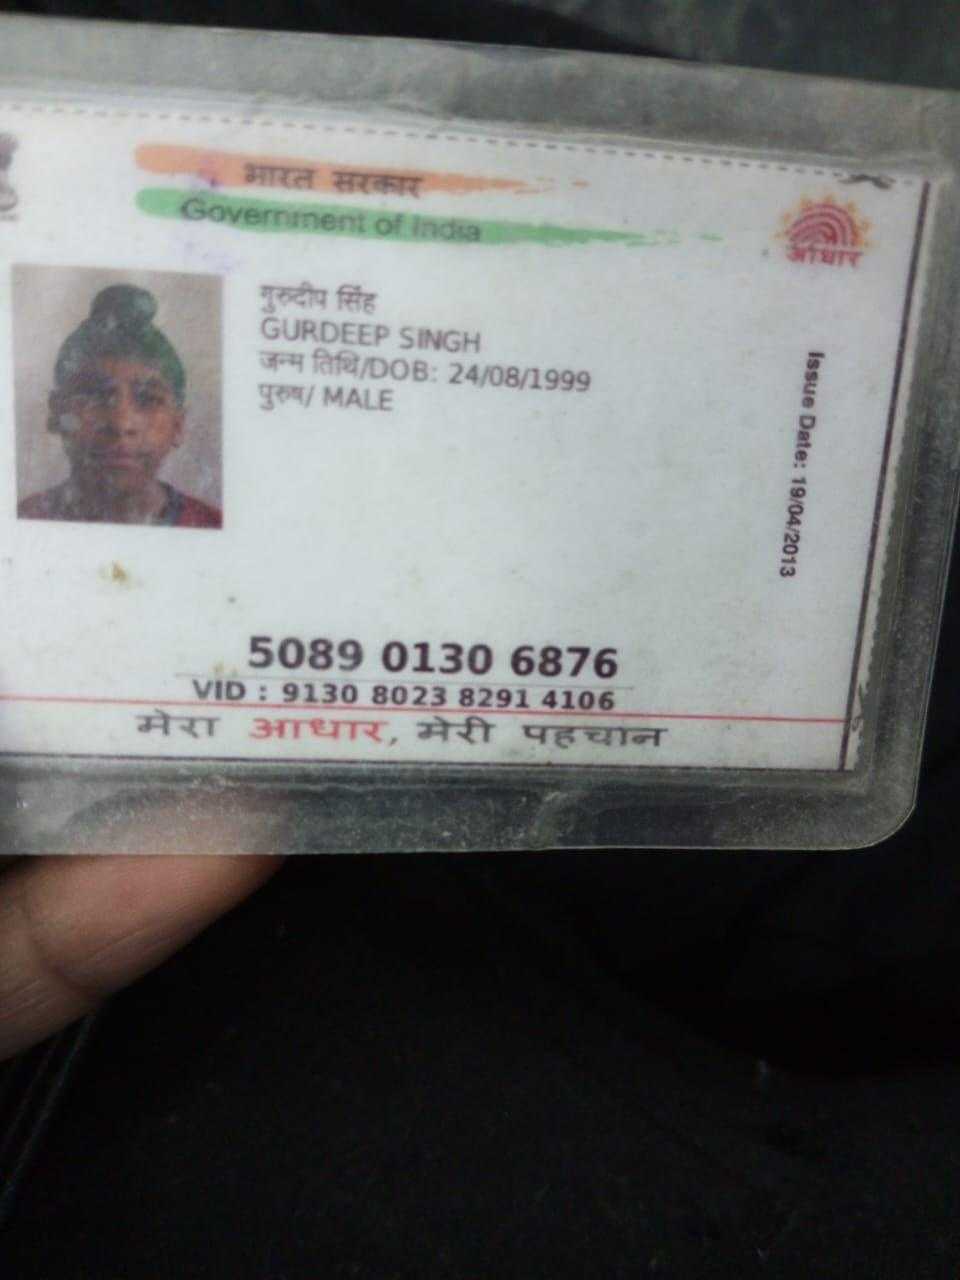 भारत सरकार
Government of India
आधार
गुरुदीप सिंह
GURDEEP SINGH
जन्म तिथि/DOB: 24/08/1999
पुरुष/ MALE
Issue Date: 19/04/2013
5089 0130 6876
VID : 9130 8023 8291 4106
मेरा आधार, मेरी पहचान